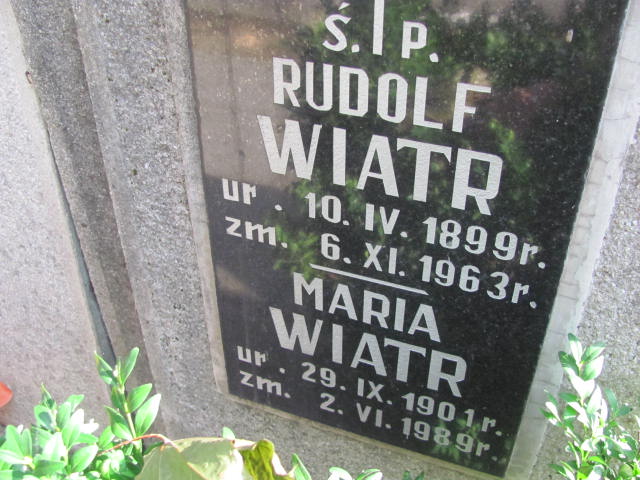 ś. p.
RUDOLF
WIATR
ur. 10. IV. 1899r.
zm. 6. XI. 1963r.
MARIA
WIATR
ur. 29. IX. 1901r.
zm. 2. VI. 1989r.